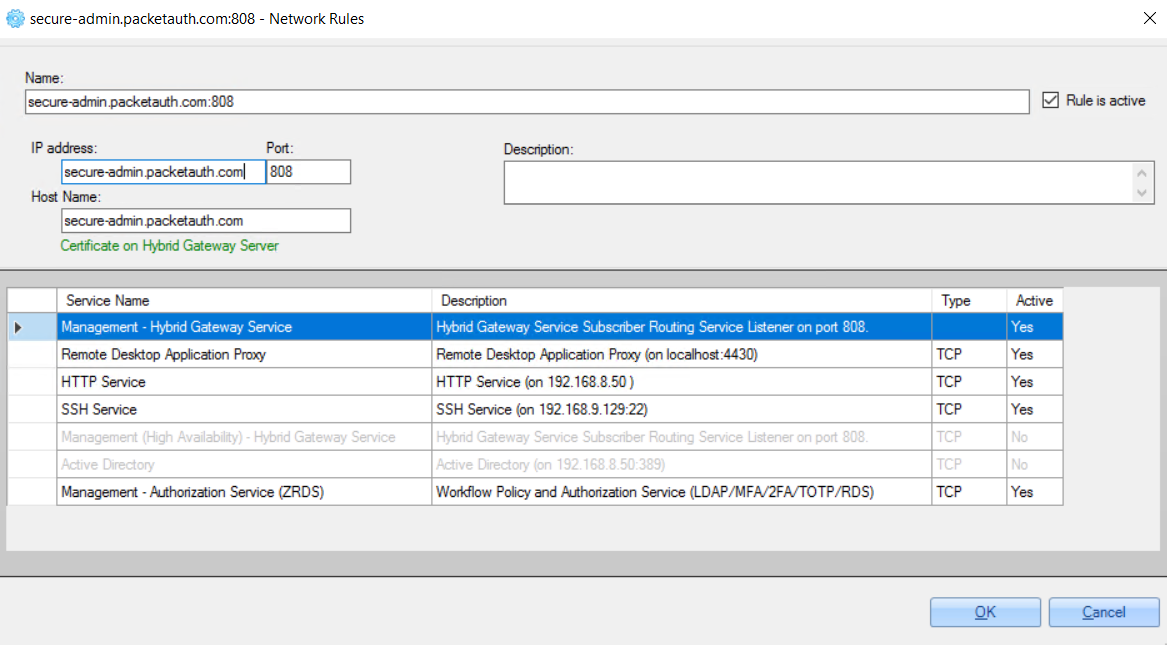 secure-admin.packetauth.com:808 - Network Rules
Name:
secure-admin.packetauth.com:808
Rule is active
IP address: Port: Description:
secure-admin.packetauth.com 808
Host Name:
secure-admin.packetauth.com
Certificate on Hybrid Gateway Server
Service Name Description Type Active
Management - Hybrid Gateway Service Hybrid Gateway Service Subscriber Routing Service Listener on port 808. Yes
Remote Desktop Application Proxy Remote Desktop Application Proxy (on localhost:4430) TCP Yes
HTTP Service HTTP Service (on 192.168.8.50 ) TCP Yes
SSH Service SSH Service (on 192.168.9.129:22) TCP Yes
Management (High Availability) - Hybrid Gateway Service Hybrid Gateway Service Subscriber Routing Service Listener on port 808. TCP No
Active Directory Active Directory (on 192.168.8.50:389) TCP No
Management - Authorization Service (ZRDS) Workflow Policy and Authorization Service (LDAP/MFA/2FA/TOTP/RDS) TCP Yes
OK Cancel